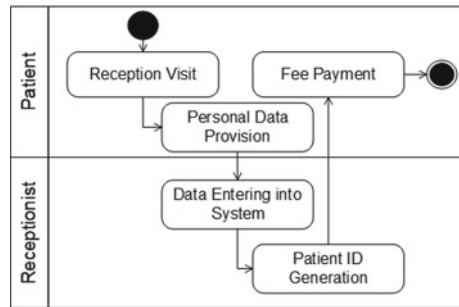 Patient
Reception Visit
Fee Payment
Personal Data
Provision
Receptionist
Data Entering into
System
Patient ID
Generation